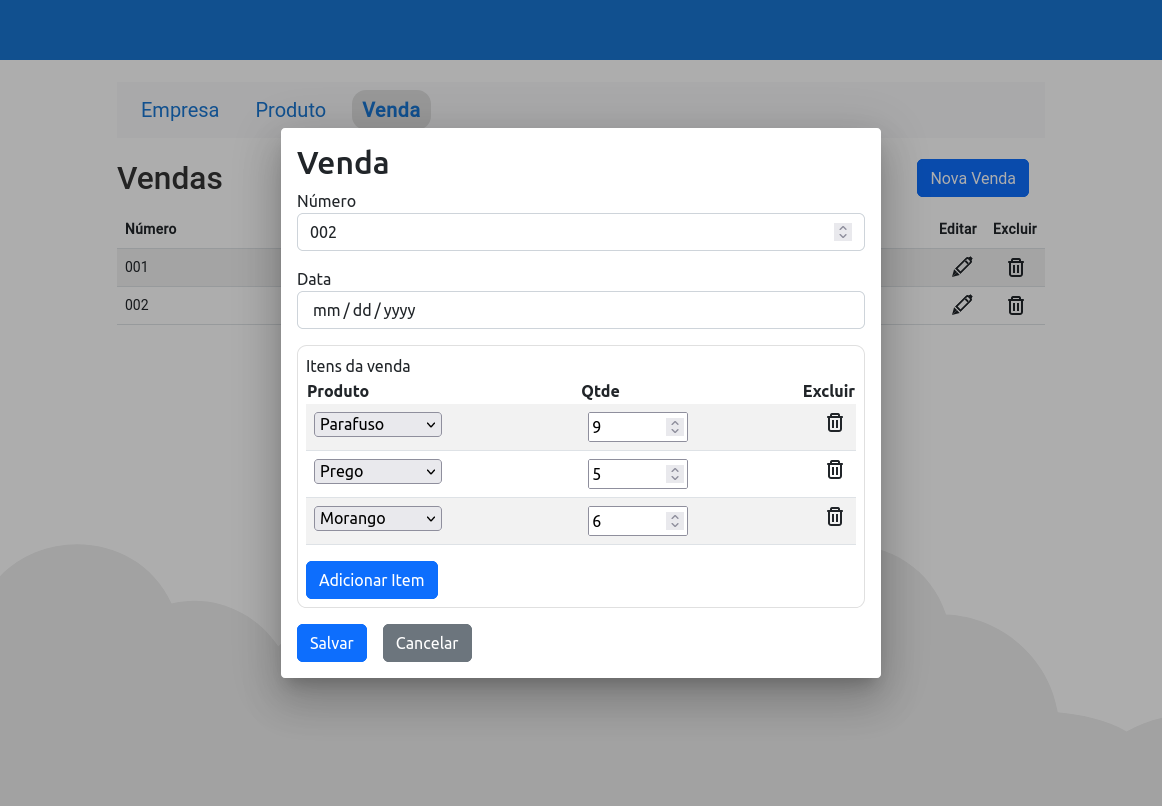 Empresa Produto Venda
Vendas
Nova Venda
Número Editar Excluir
001
002
Venda
Número
002
Data
mm / dd / yyyy
Itens da venda
Produto Qtde Excluir
Parafuso 9
Prego 5
Morango 6
Adicionar Item
Salvar Cancelar